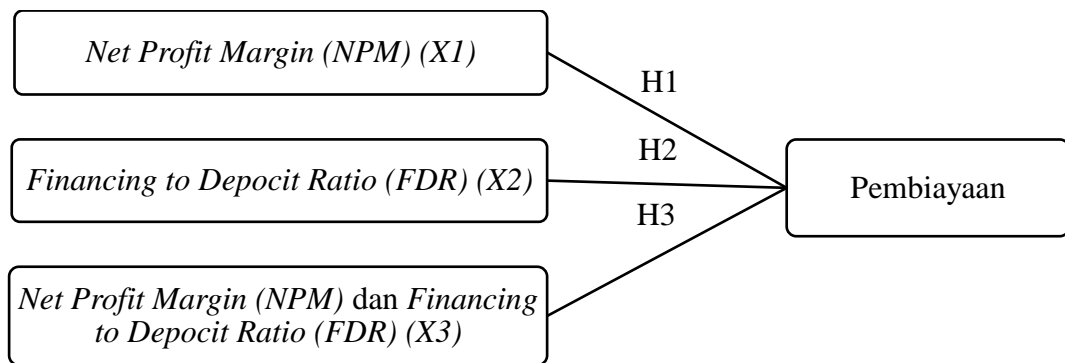 Net Profit Margin (NPM) (X1)
H1
H2
Financing to Depocit Ratio (FDR) (X2)
Pembiayaan
H3
Net Profit Margin (NPM) dan Financing
to Depocit Ratio (FDR) (X3)